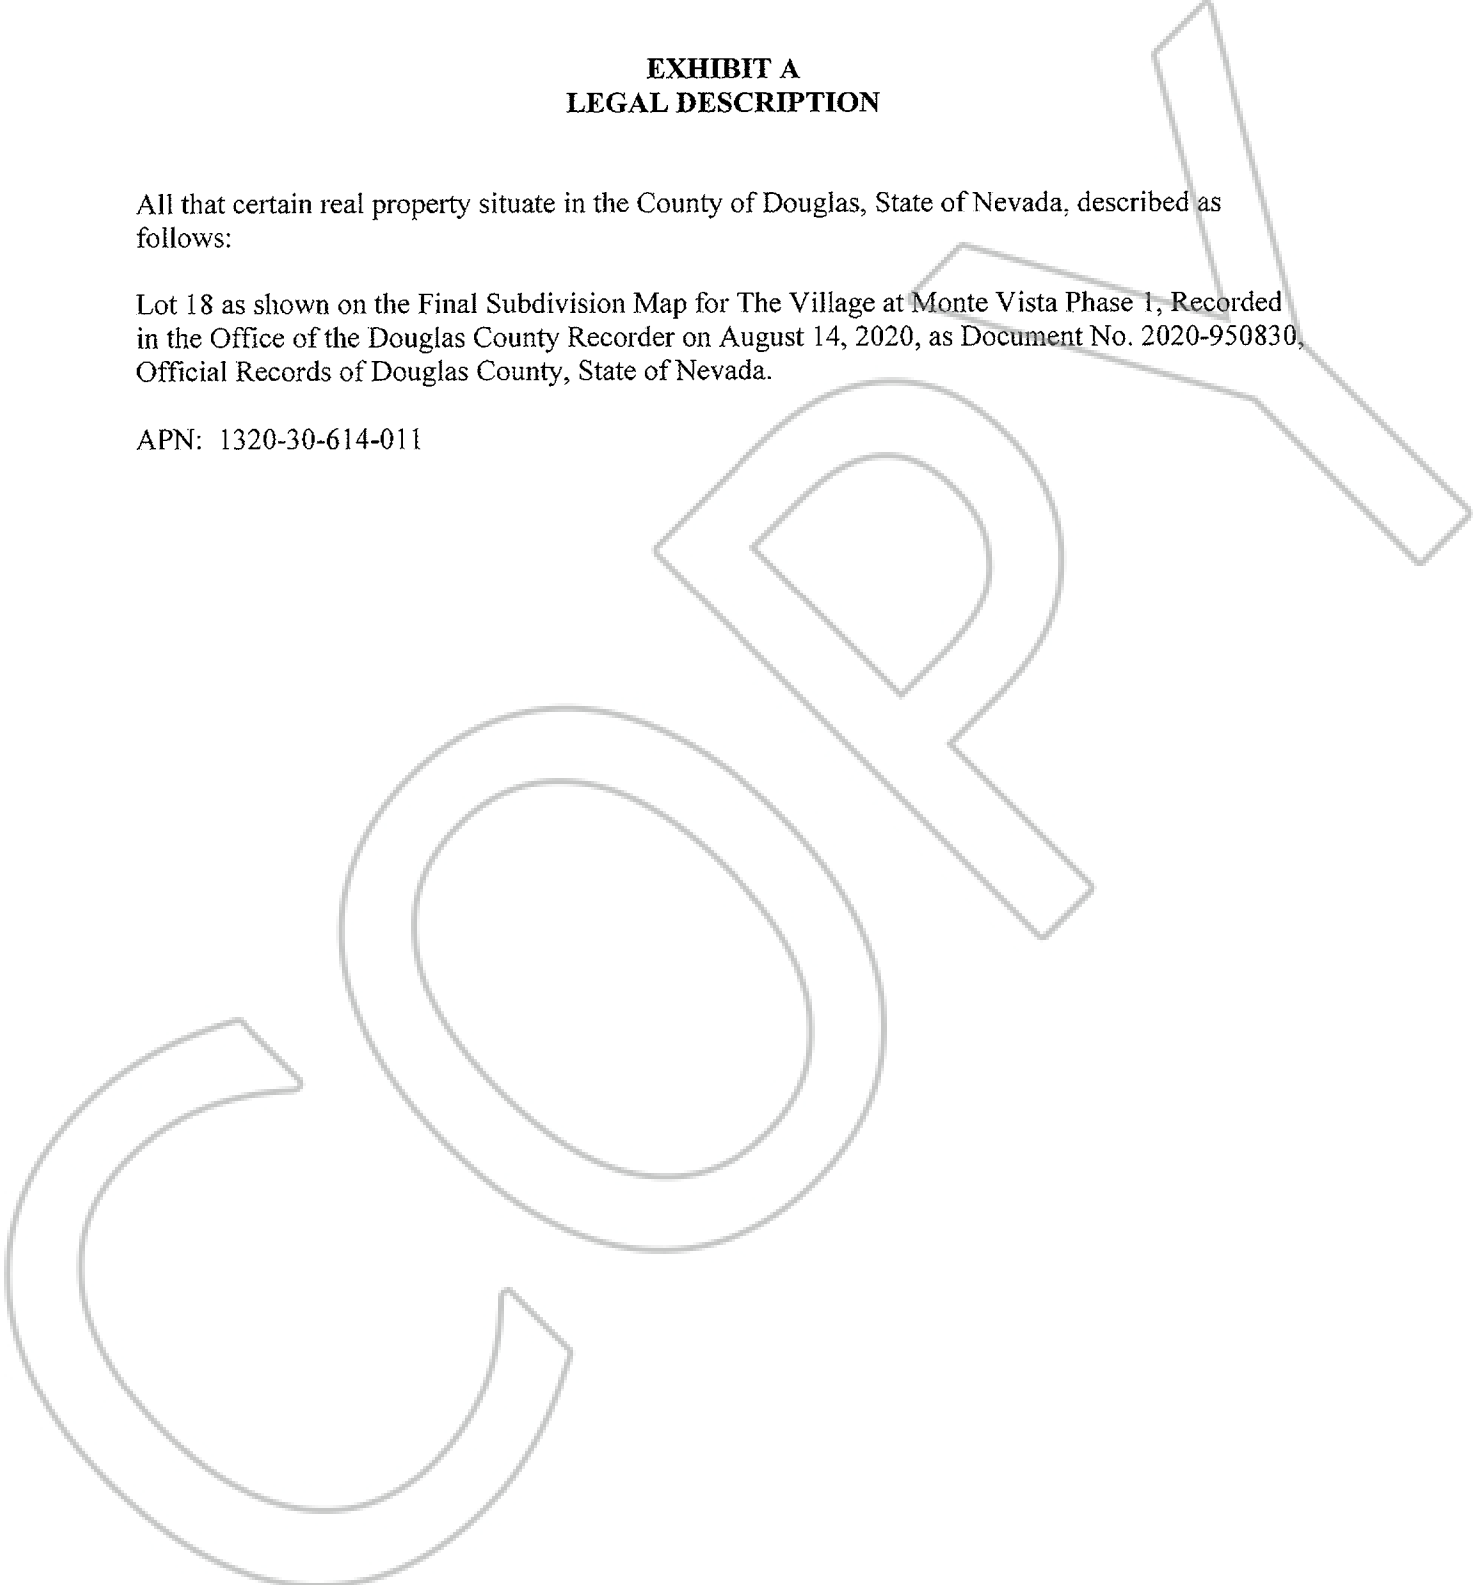 EXHIBIT A
LEGAL DESCRIPTION
All that certain real property situate in the County of Douglas, State of Nevada, described as
follows:
Lot 18 as shown on the Final Subdivision Map for The Village at Monte Vista Phase 1, Recorded
in the Office of the Douglas County Recorder on August 14, 2020, as Document No. 2020-950830,
Official Records of Douglas County, State of Nevada.
APN: 1320-30-614-011
COPY